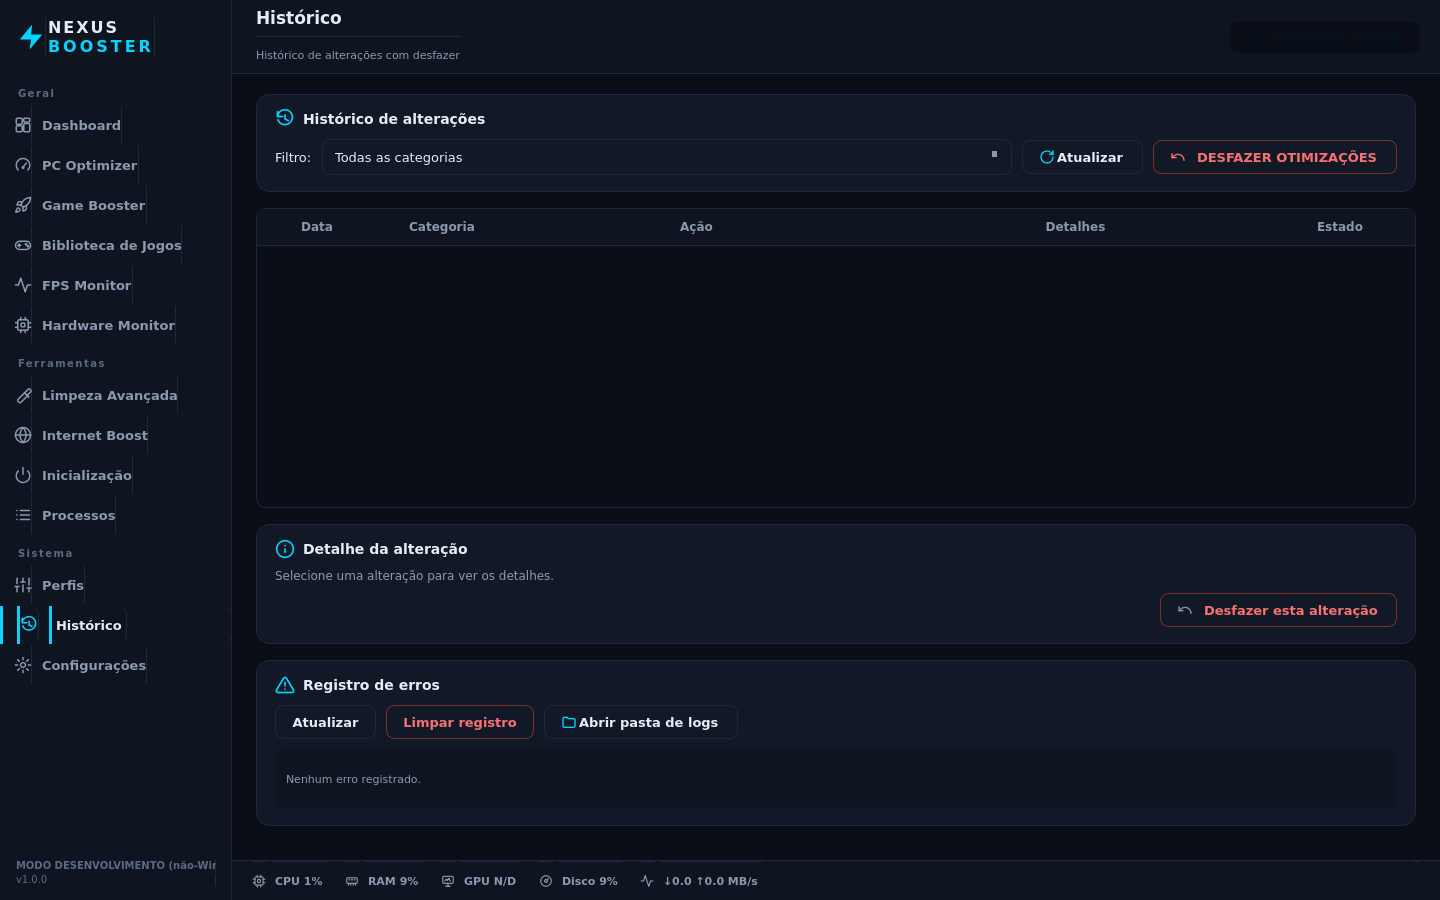 NEXUS
BOOSTER
Geral
Dashboard
PC Optimizer
Game Booster
Biblioteca de Jogos
FPS Monitor
Hardware Monitor
Ferramentas
Limpeza Avançada
Internet Boost
Inicialização
Processos
Sistema
Perfis
Histórico
Configurações
MODO DESENVOLVIMENTO (não-Wir
v1.0.0
Histórico
Histórico de alterações com desfazer
Histórico de alterações
Filtro: Todas as categorias Atualizar DESFAZER OTIMIZAÇÕES
Data Categoria Ação Detalhes Estado
Detalhe da alteração
Selecione uma alteração para ver os detalhes.
Desfazer esta alteração
Registro de erros
Atualizar Limpar registro Abrir pasta de logs
Nenhum erro registrado.
CPU 1% RAM 9% GPU N/D Disco 9% ↓0.0 ↑0.0 MB/s